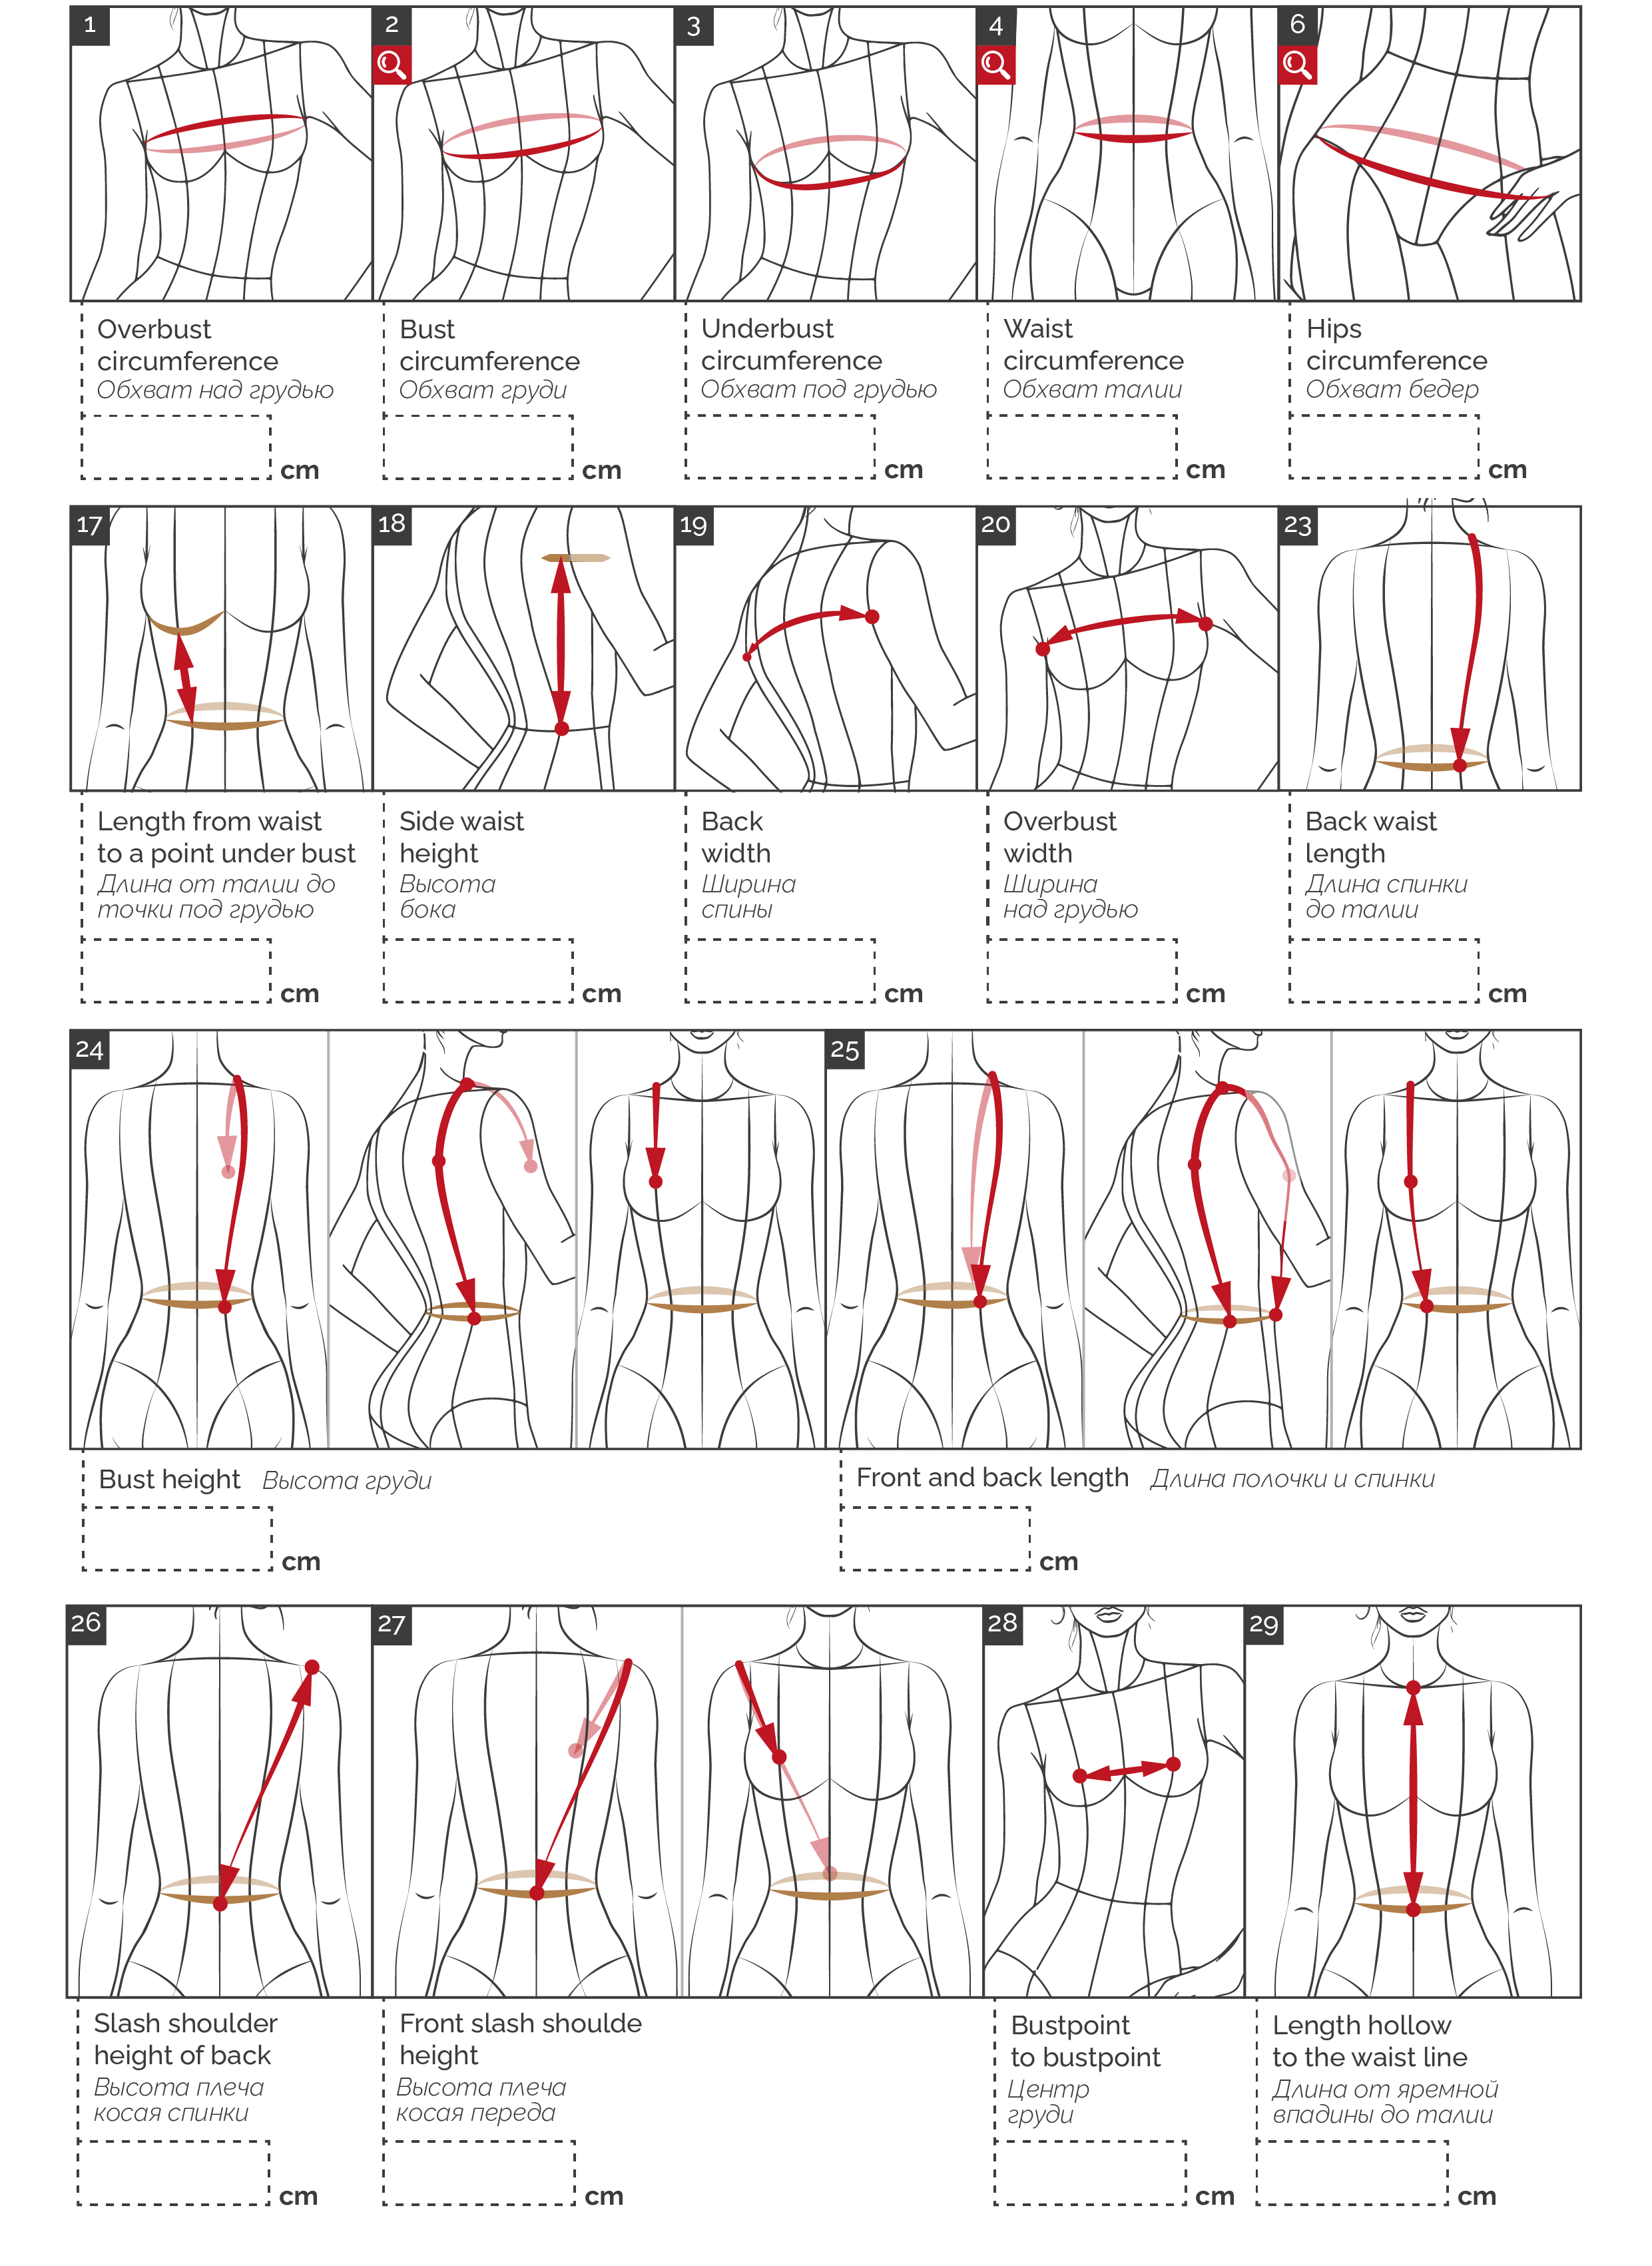 1
2
3
4
6
Overbust
circumference
Обхват над грудью
cm
Bust
circumference
Обхват груди
cm
Underbust
circumference
Обхват под грудью
cm
Waist
circumference
Обхват талии
cm
Hips
circumference
Обхват бедер
cm
17
18
19
20
23
Length from waist
to a point under bust
Длина от талии до
точки под грудью
cm
Side waist
height
Высота
бока
cm
Back
width
Ширина
спины
cm
Overbust
width
Ширина
над грудью
cm
Back waist
length
Длина спинки
до талии
cm
24
25
Bust height Высота груди
cm
Front and back length Длина полочки и спинки
cm
26
27
28
29
Slash shoulder
height of back
Высота плеча
косая спинки
cm
Front slash shoulde
height
Высота плеча
косая переда
cm
Bustpoint
to bustpoint
Центр
груди
cm
Length hollow
to the waist line
Длина от яремной
впадины до талии
cm